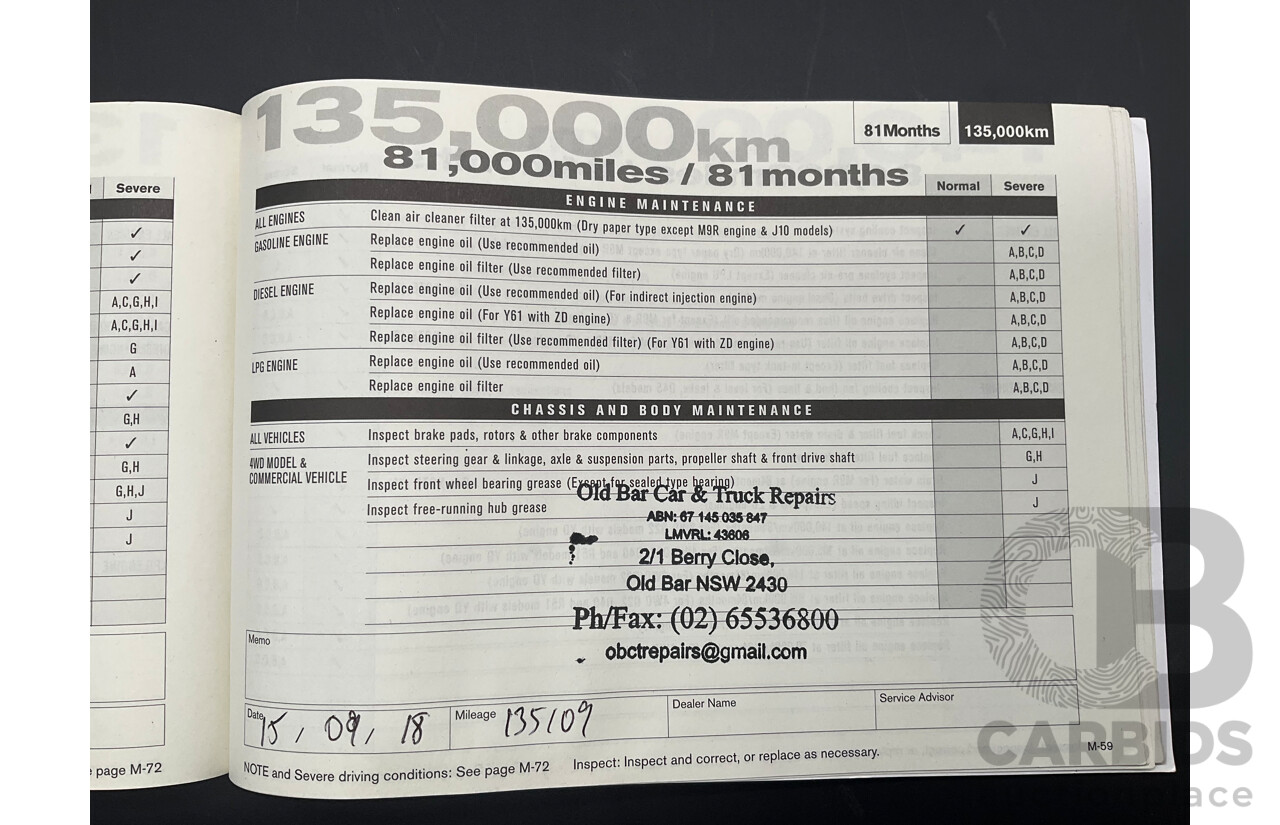 Severe
✓
✓
✓
A,C,G,H,I
A,C,G,H,I
G
A
✓
G,H
✓
G,H
G,H,J
J
J
page M-72
135,000km
81,000miles / 81months
81Months 135,000km
Normal Severe
ENGINE MAINTENANCE
ALL ENGINES Clean air cleaner filter at 135,000km (Dry paper type except M9R engine & J10 models) ✓ ✓
GASOLINE ENGINE Replace engine oil (Use recommended oil) A,B,C,D
Replace engine oil filter (Use recommended filter) A,B,C,D
DIESEL ENGINE Replace engine oil (Use recommended oil) (For indirect injection engine) A,B,C,D
Replace engine oil (For Y61 with ZD engine) A,B,C,D
Replace engine oil filter (Use recommended filter) (For Y61 with ZD engine) A,B,C,D
LPG ENGINE Replace engine oil (Use recommended oil) A,B,C,D
Replace engine oil filter A,B,C,D
CHASSIS AND BODY MAINTENANCE
ALL VEHICLES Inspect brake pads, rotors & other brake components A,C,G,H,I
4WD MODEL & COMMERCIAL VEHICLE Inspect steering gear & linkage, axle & suspension parts, propeller shaft & front drive shaft G,H
Inspect front wheel bearing grease (Except for sealed type bearing) J
Inspect free-running hub grease J
Old Bar Car & Truck Repairs
ABN: 67 145 035 847
LMVRL: 43606
2/1 Berry Close,
Old Bar NSW 2430
Ph/Fax: (02) 65536800
obctrepairs@gmail.com
Memo
Date 15, 09, 18 Mileage 135109 Dealer Name Service Advisor
NOTE and Severe driving conditions: See page M-72 Inspect: Inspect and correct, or replace as necessary.
M-59
CB
CARBIDS